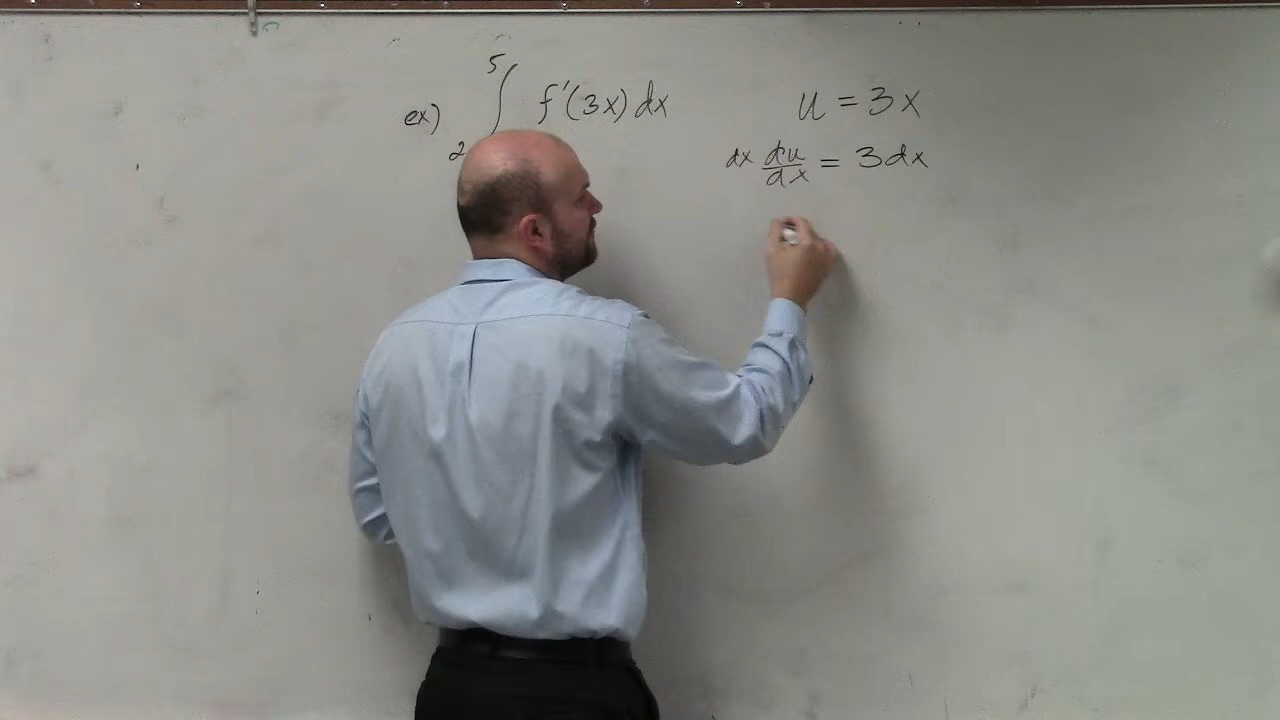 ex) ∫₂⁵ f'(3x) dx
u = 3x
dx du/dx = 3dx